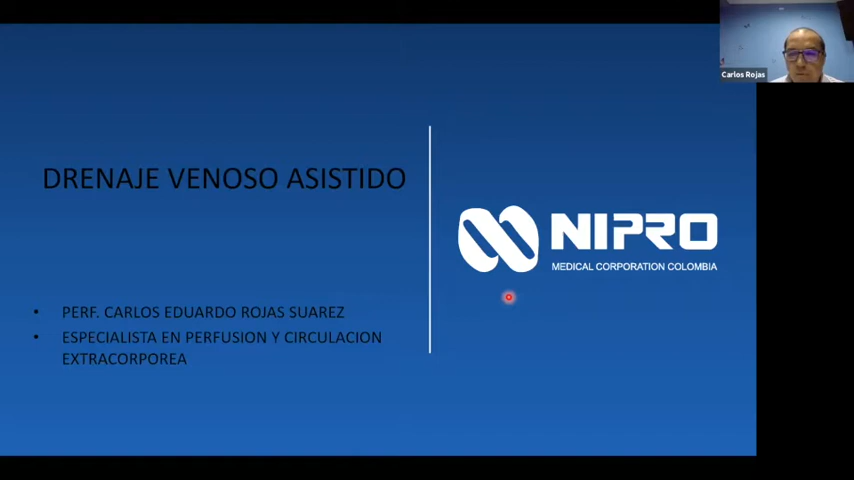 Carlos Rojas
DRENAJE VENOSO ASISTIDO
NIPRO
MEDICAL CORPORATION COLOMBIA
• PERF. CARLOS EDUARDO ROJAS SUAREZ
• ESPECIALISTA EN PERFUSION Y CIRCULACION
EXTRACORPOREA